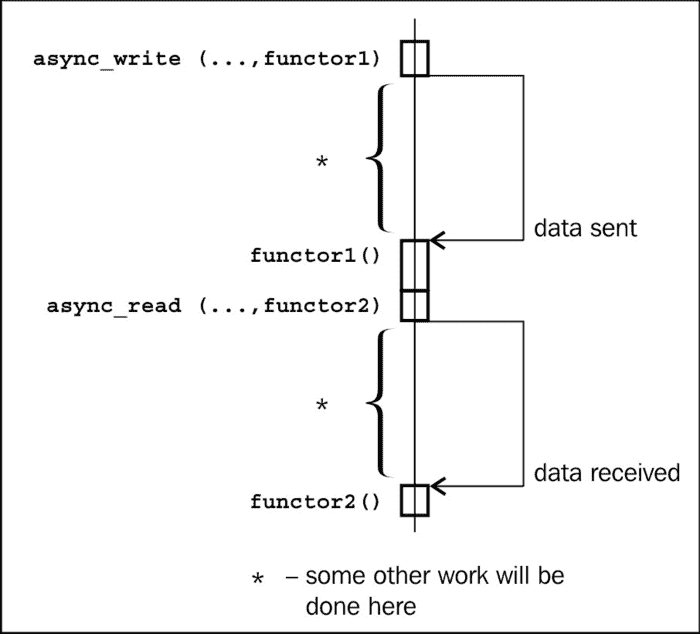 async_write (...,functor1)
*
data sent
functor1()
async_read (...,functor2)
*
data received
functor2()
* – some other work will be
done here